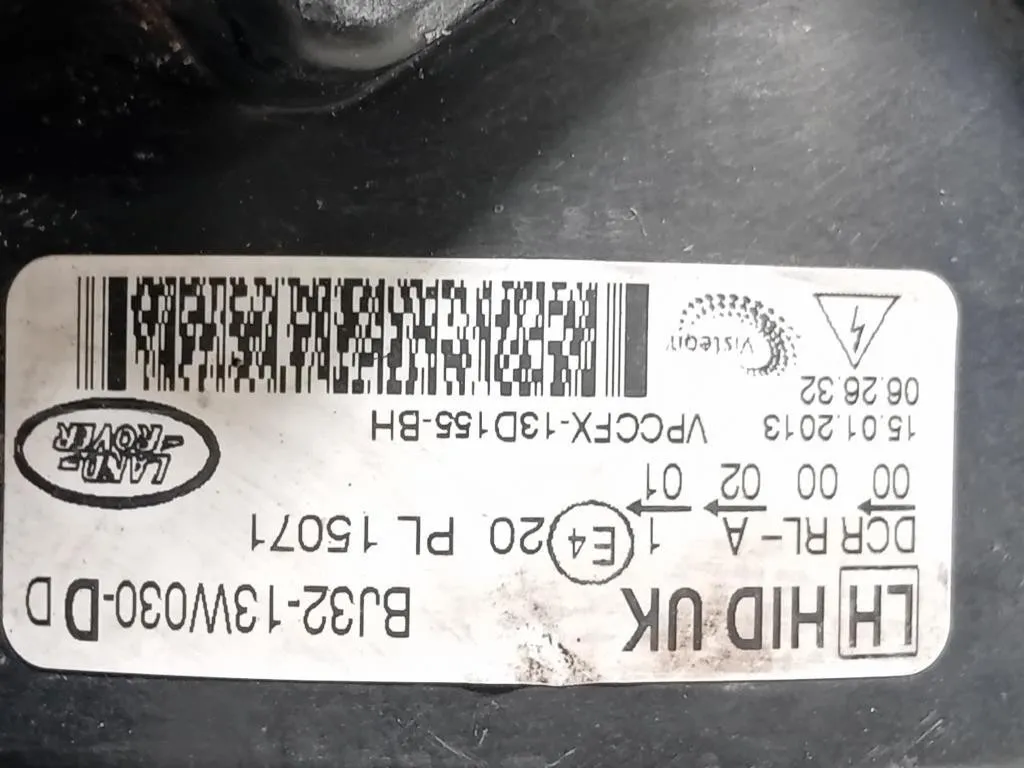 LH HID UK BJ32-13W030-D D
DCR RL- A 1 E4 20 PL 15071
00 00 02 01
15.01.2013 VPCCFX-13D155-BH
06.26.32
Visteon
LAND-
-ROVER